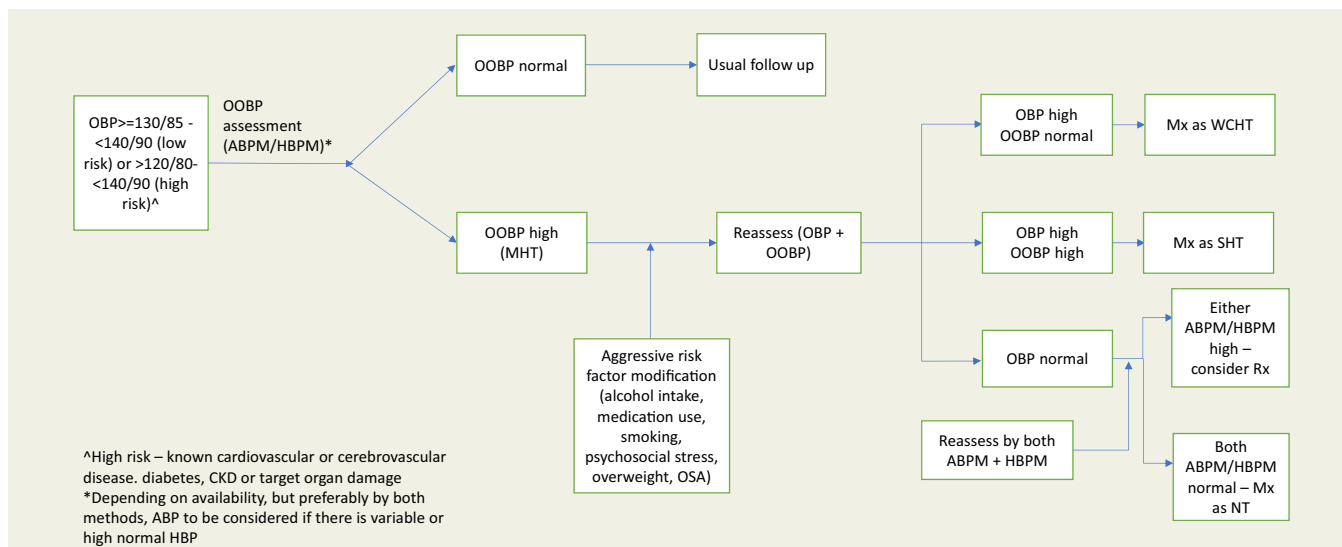 OBP>=130/85 -
<140/90 (low
risk) or >120/80-
<140/90 (high
risk)^
OOBP
assessment
(ABPM/HBPM)*
OOBP normal
Usual follow up
OOBP high
(MHT)
Aggressive risk
factor modification
(alcohol intake,
medication use,
smoking,
psychosocial stress,
overweight, OSA)
Reassess (OBP +
OOBP)
OBP high
OOBP normal
Mx as WCHT
OBP high
OOBP high
Mx as SHT
OBP normal
Reassess by both
ABPM + HBPM
Either
ABPM/HBPM
high –
consider Rx
Both
ABPM/HBPM
normal – Mx
as NT
^High risk – known cardiovascular or cerebrovascular
disease. diabetes, CKD or target organ damage
*Depending on availability, but preferably by both
methods, ABP to be considered if there is variable or
high normal HBP